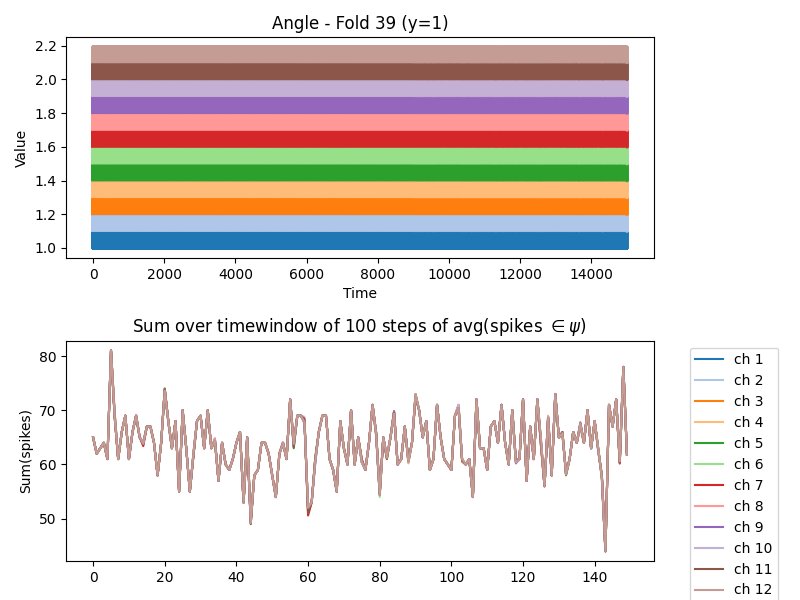 Angle - Fold 39 (y=1)
2.2
2.0
1.8
1.6
1.4
1.2
1.0
Value
0 2000 4000 6000 8000 10000 12000 14000
Time
Sum over timewindow of 100 steps of avg(spikes ∈ψ)
80
70
60
50
Sum(spikes)
0 20 40 60 80 100 120 140
ch 1
ch 2
ch 3
ch 4
ch 5
ch 6
ch 7
ch 8
ch 9
ch 10
ch 11
ch 12